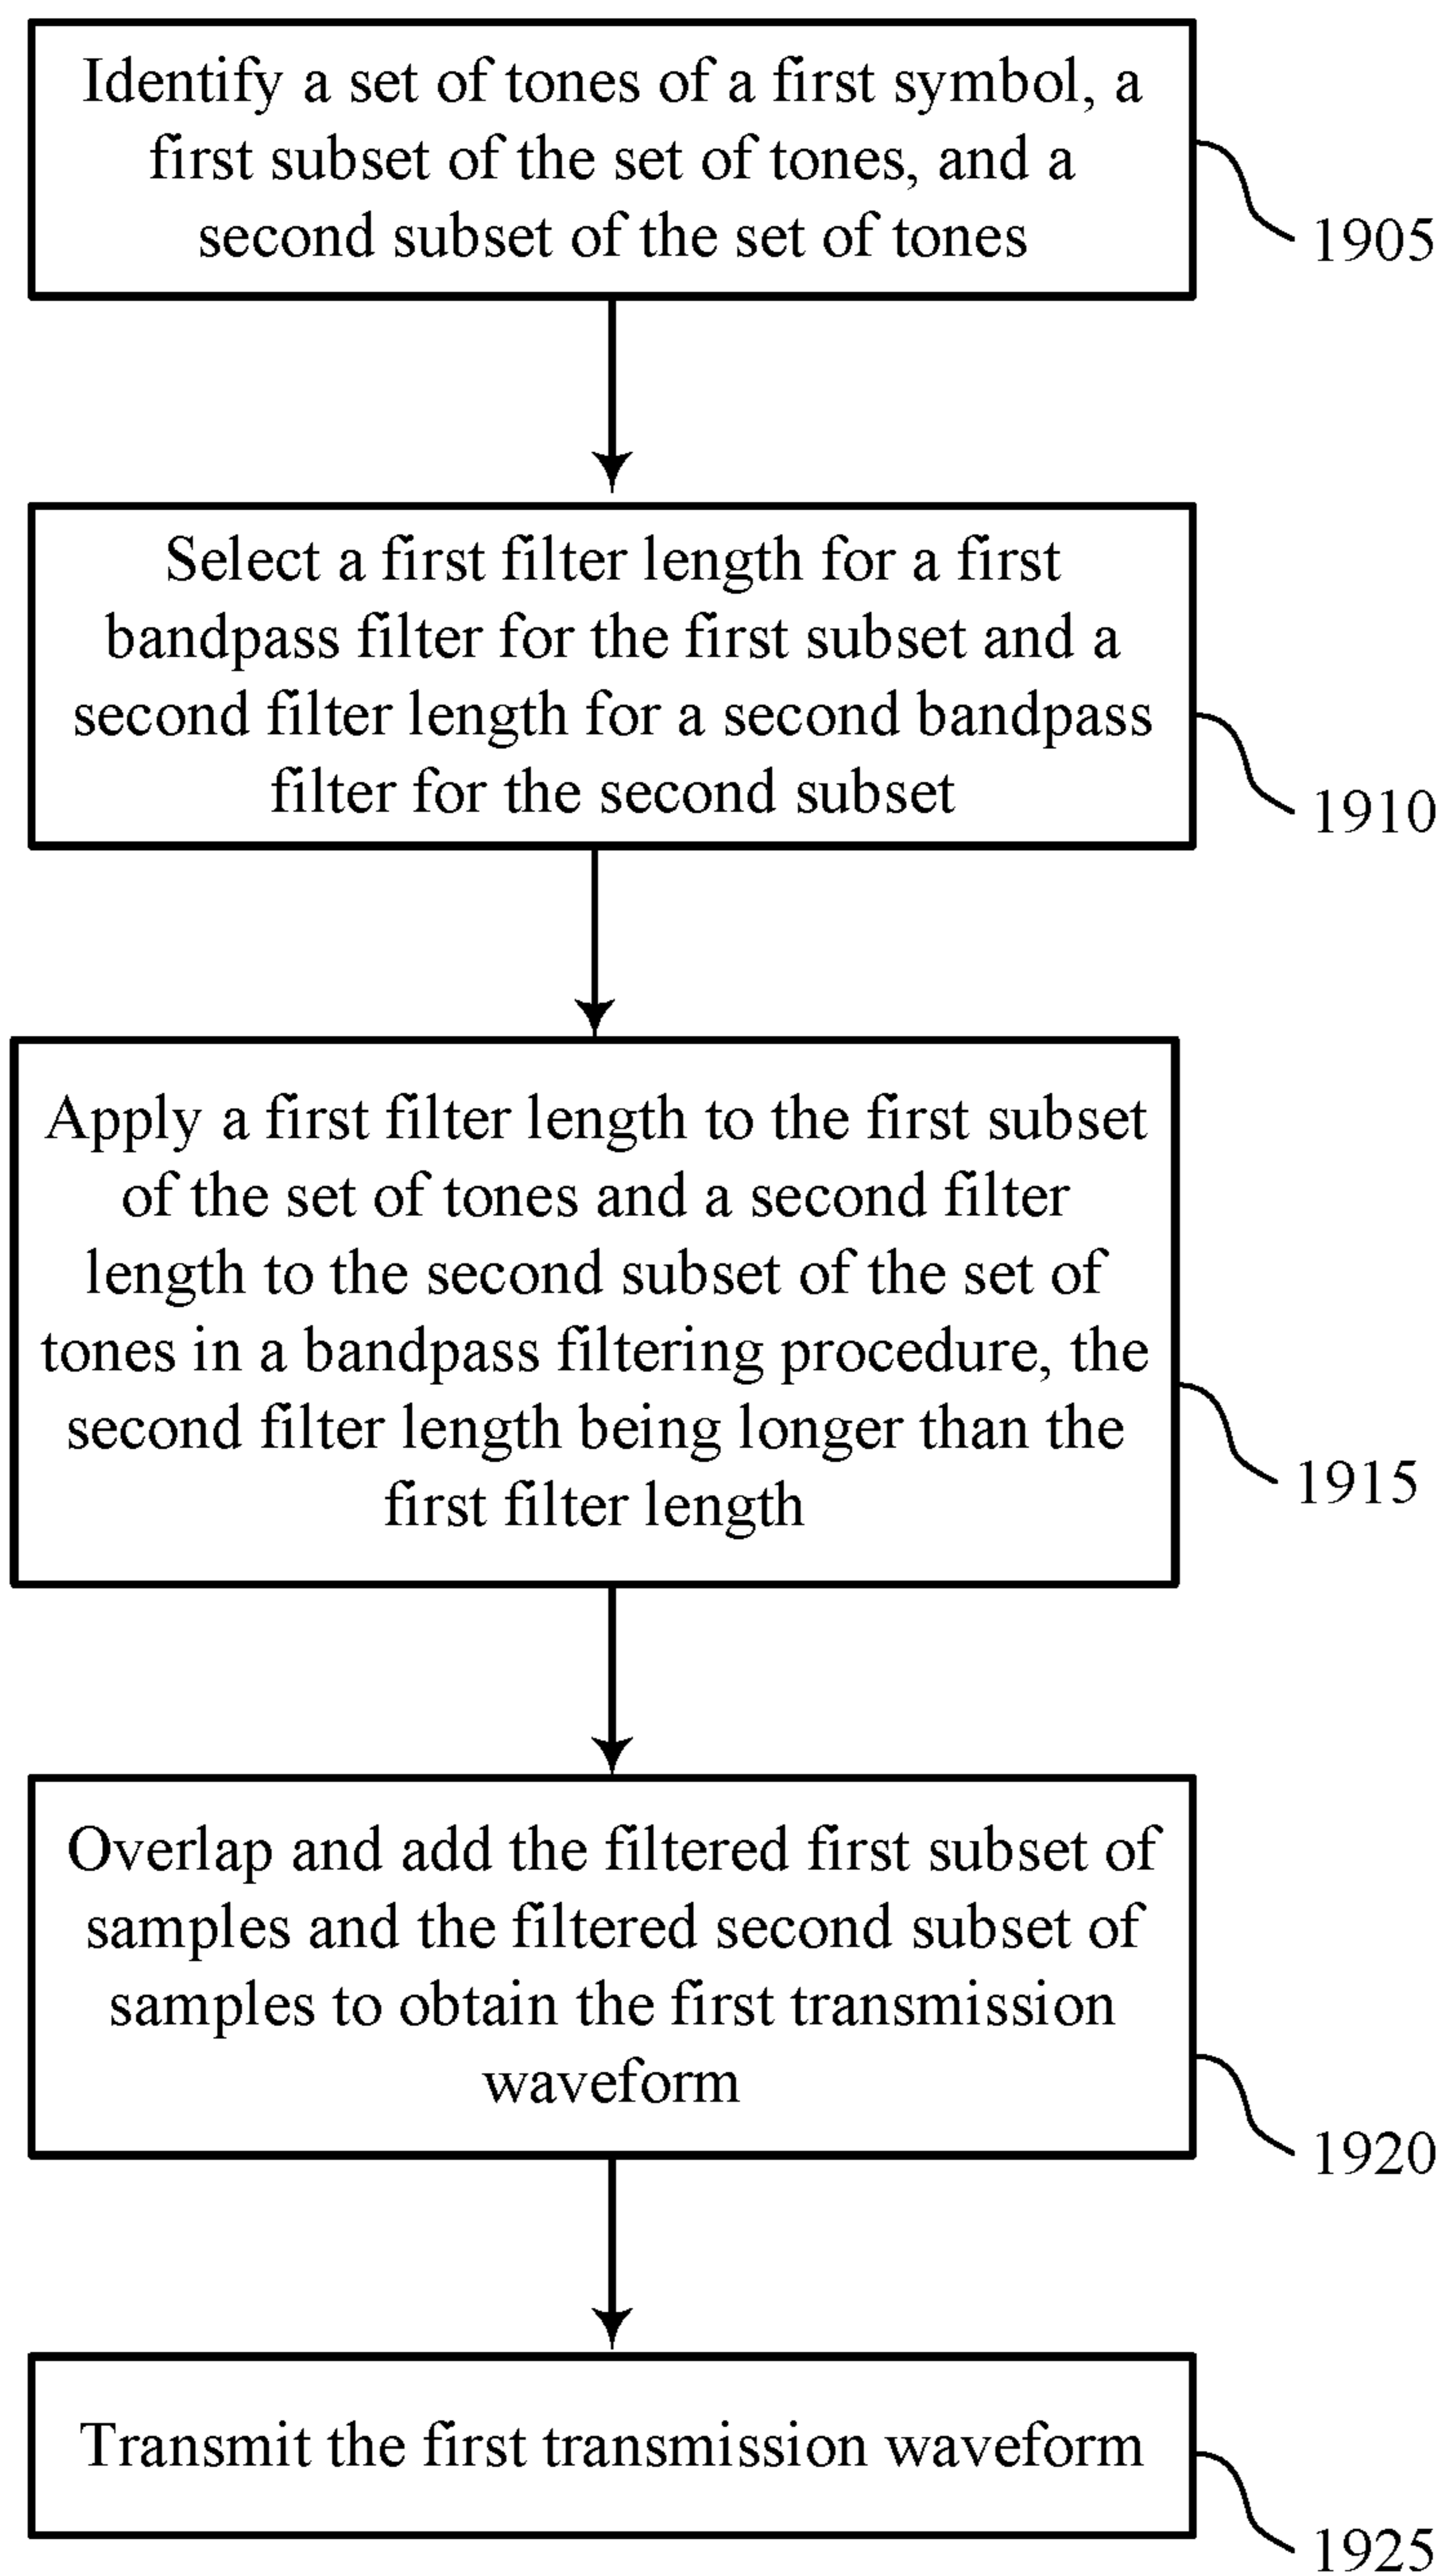 Identify a set of tones of a first symbol, a
first subset of the set of tones, and a
second subset of the set of tones
1905
Select a first filter length for a first
bandpass filter for the first subset and a
second filter length for a second bandpass
filter for the second subset
1910
Apply a first filter length to the first subset
of the set of tones and a second filter
length to the second subset of the set of
tones in a bandpass filtering procedure, the
second filter length being longer than the
first filter length
1915
Overlap and add the filtered first subset of
samples and the filtered second subset of
samples to obtain the first transmission
waveform
1920
Transmit the first transmission waveform
1925